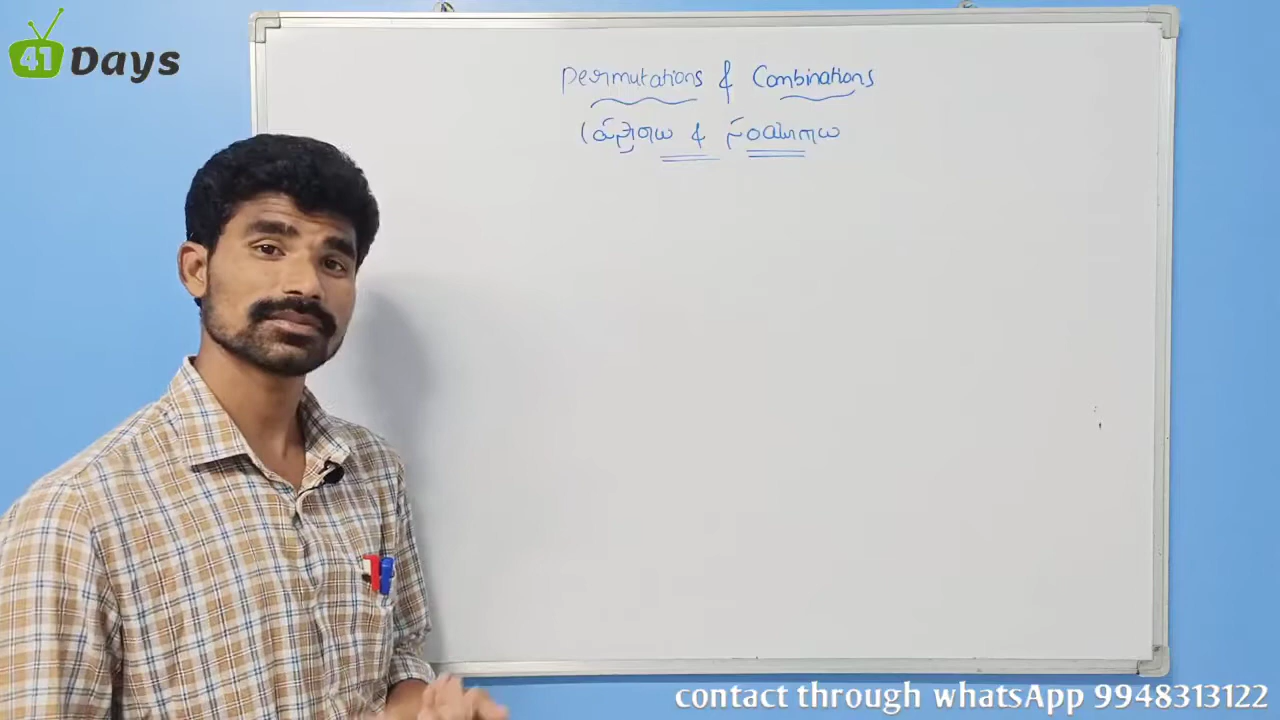 41 Days
Permutations & Combinations
(ప్రస్తారాలు & సంయోగాలు
contact through whatsApp 9948313122